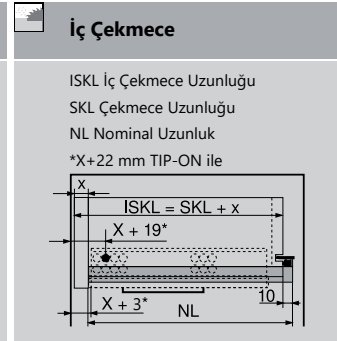 İç Çekmece
ISKL İç Çekmece Uzunluğu
SKL Çekmece Uzunluğu
NL Nominal Uzunluk
*X+22 mm TIP-ON ile
x
ISKL = SKL + x
X + 19*
X + 3*
NL
10